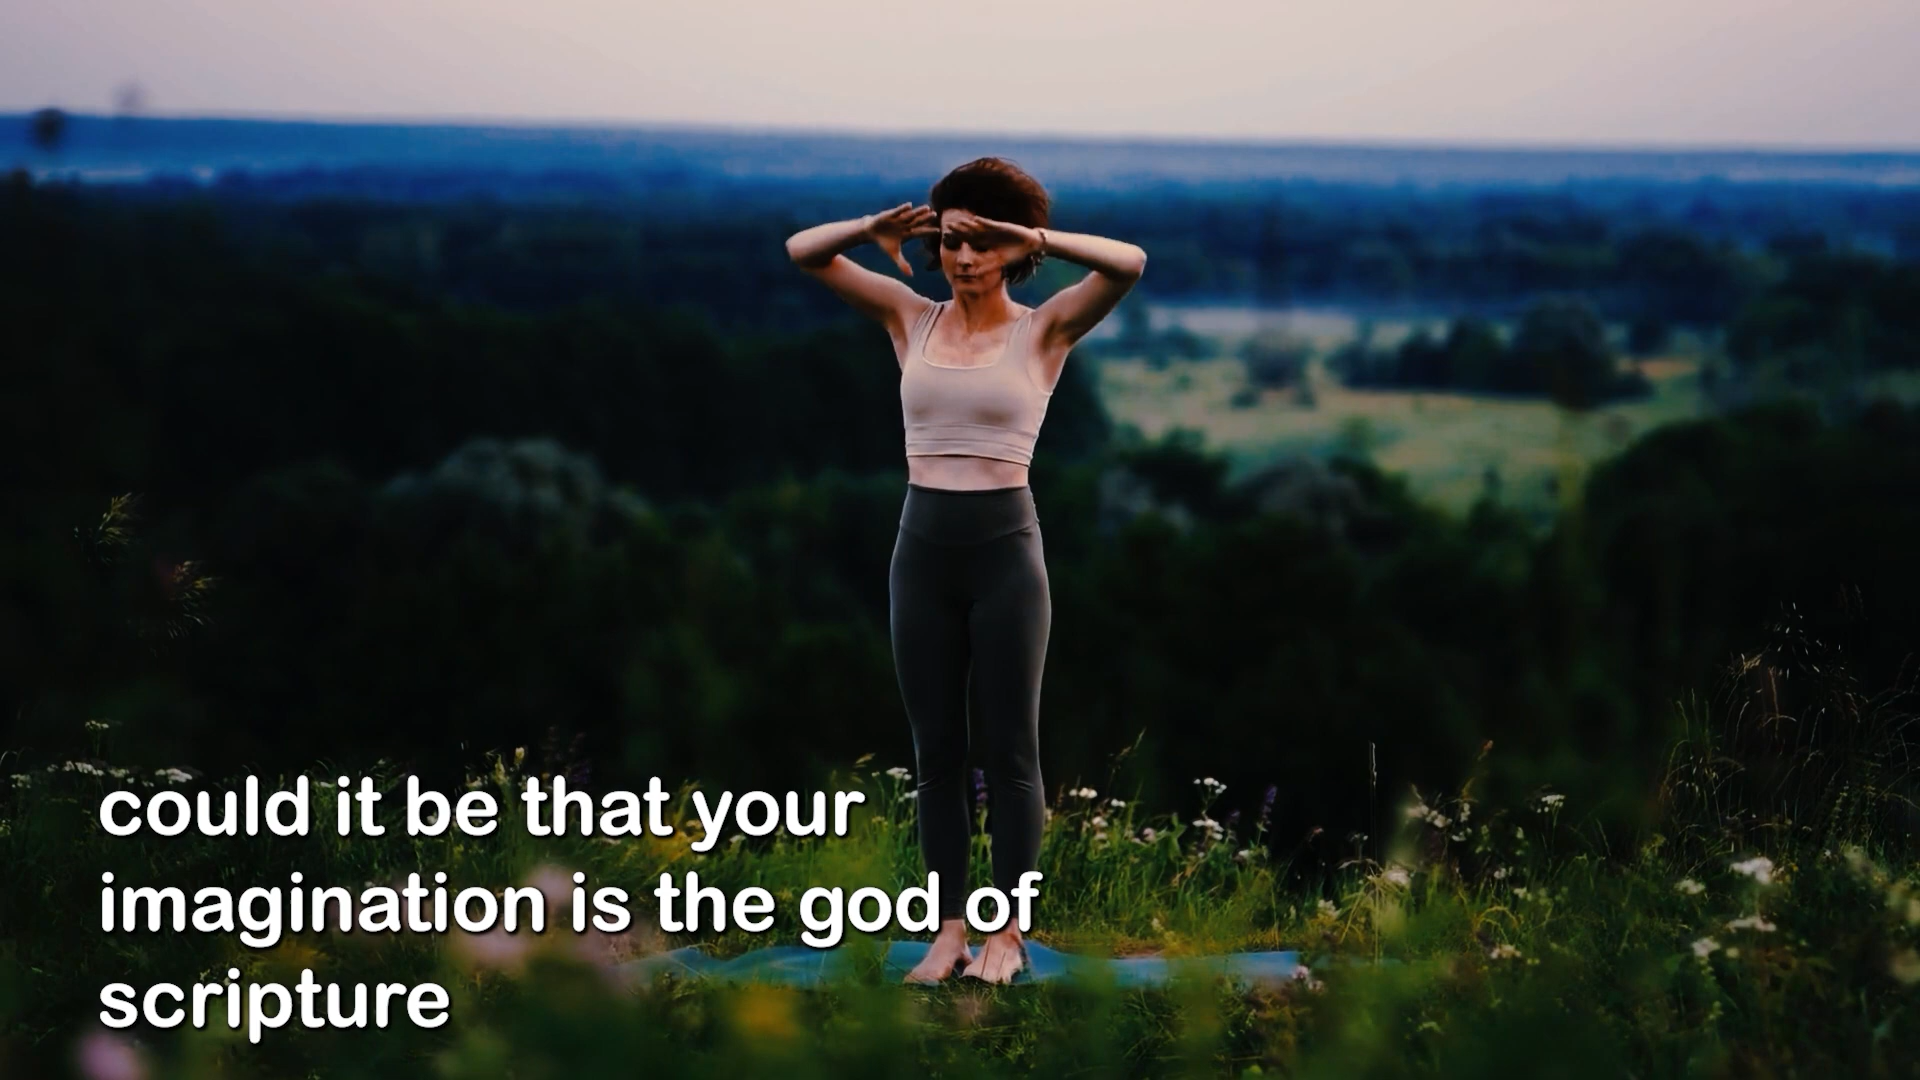 could it be that your
imagination is the god of
scripture